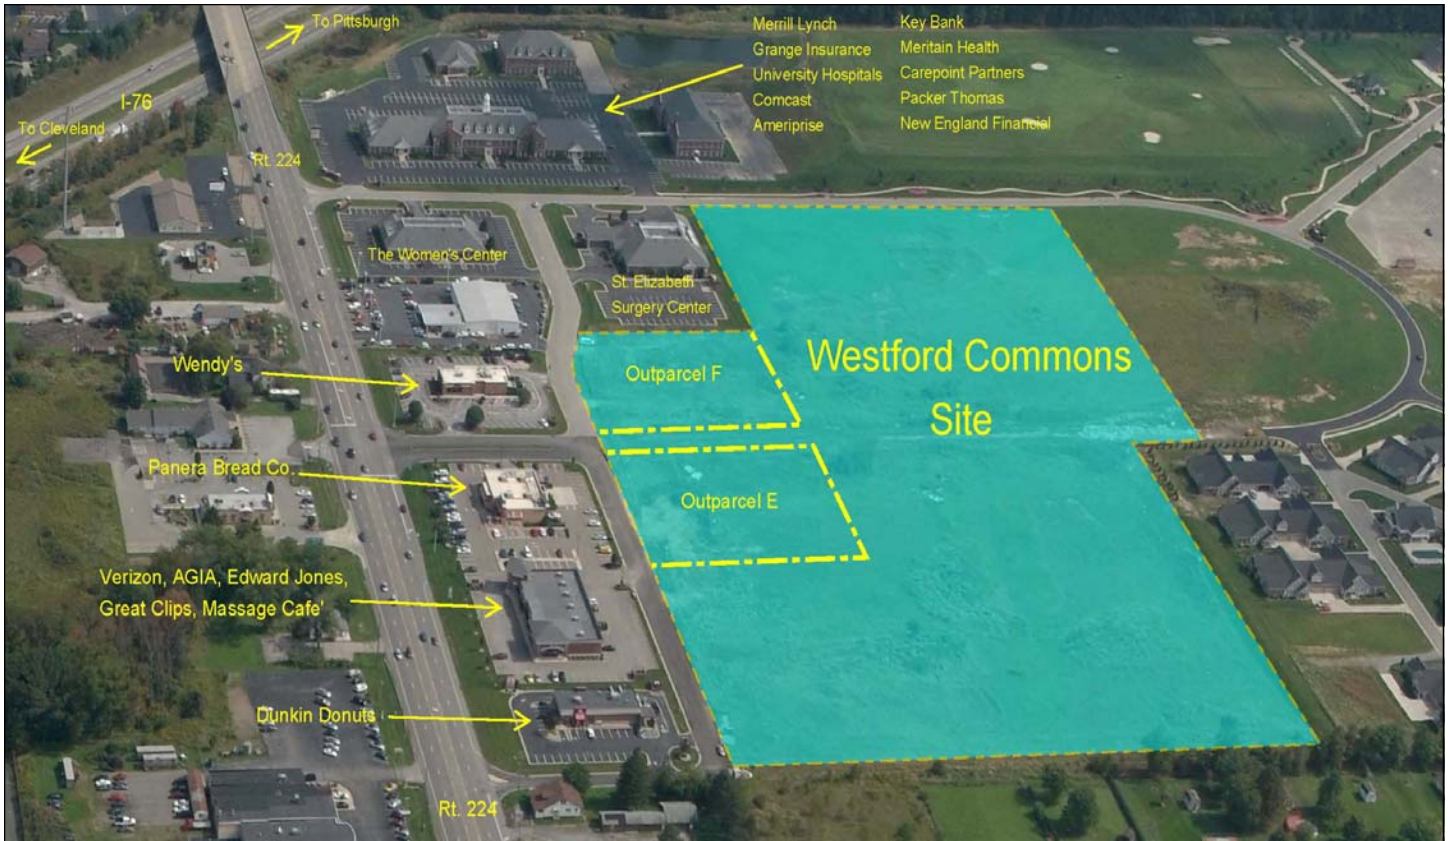 To Pittsburgh
I-76
To Cleveland
Rt. 224
Merrill Lynch
Grange Insurance
University Hospitals
Comcast
Ameriprise
Key Bank
Meritain Health
Carepoint Partners
Packer Thomas
New England Financial
The Women's Center
St. Elizabeth
Surgery Center
Wendy's
Outparcel F
Westford Commons
Site
Panera Bread Co.
Outparcel E
Verizon, AGIA, Edward Jones,
Great Clips, Massage Cafe'
Dunkin Donuts
Rt. 224